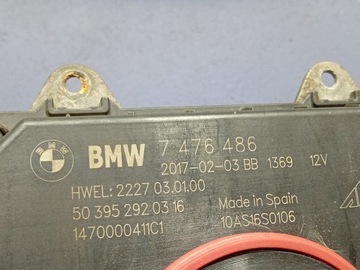 BMW 7 476 486
2017-02-03 BB 1369 12V
HWEL: 2227 03.01.00
50 395 292 03 16
Made in Spain
1470000411C1
10AS16S0106